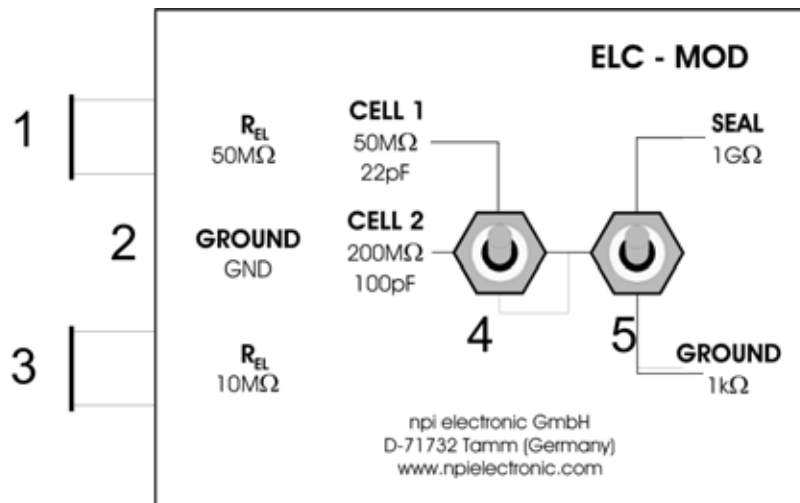 ELC - MOD
1
R_EL
50MΩ
CELL 1
50MΩ
22pF
SEAL
1GΩ
2
GROUND
GND
CELL 2
200MΩ
100pF
4
5
3
R_EL
10MΩ
GROUND
1kΩ
npi electronic GmbH
D-71732 Tamm (Germany)
www.npielectronic.com